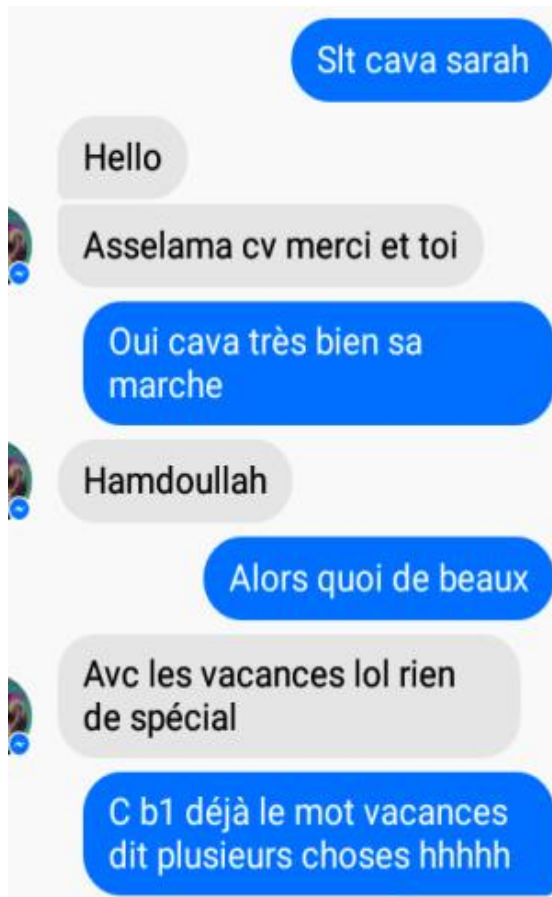 Slt cava sarah
Hello
Asselama cv merci et toi
Oui cava très bien sa
marche
Hamdoullah
Alors quoi de beaux
Avc les vacances lol rien
de spécial
C b1 déjà le mot vacances
dit plusieurs choses hhhhh